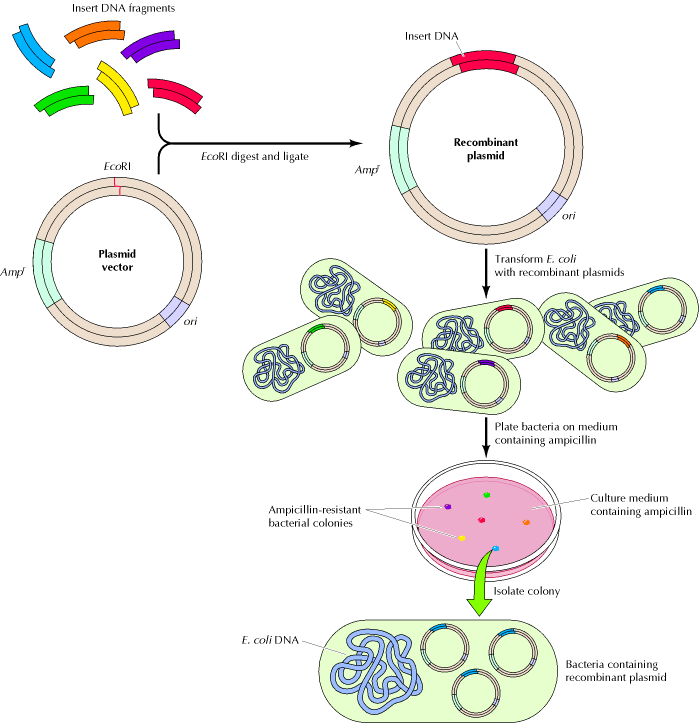 Insert DNA fragments
EcoRI digest and ligate
EcoRI
Plasmid
vector
Ampr
ori
Insert DNA
Recombinant
plasmid
Ampr
ori
Transform E. coli
with recombinant plasmids
Plate bacteria on medium
containing ampicillin
Ampicillin-resistant
bacterial colonies
Culture medium
containing ampicillin
Isolate colony
E. coli DNA
Bacteria containing
recombinant plasmid